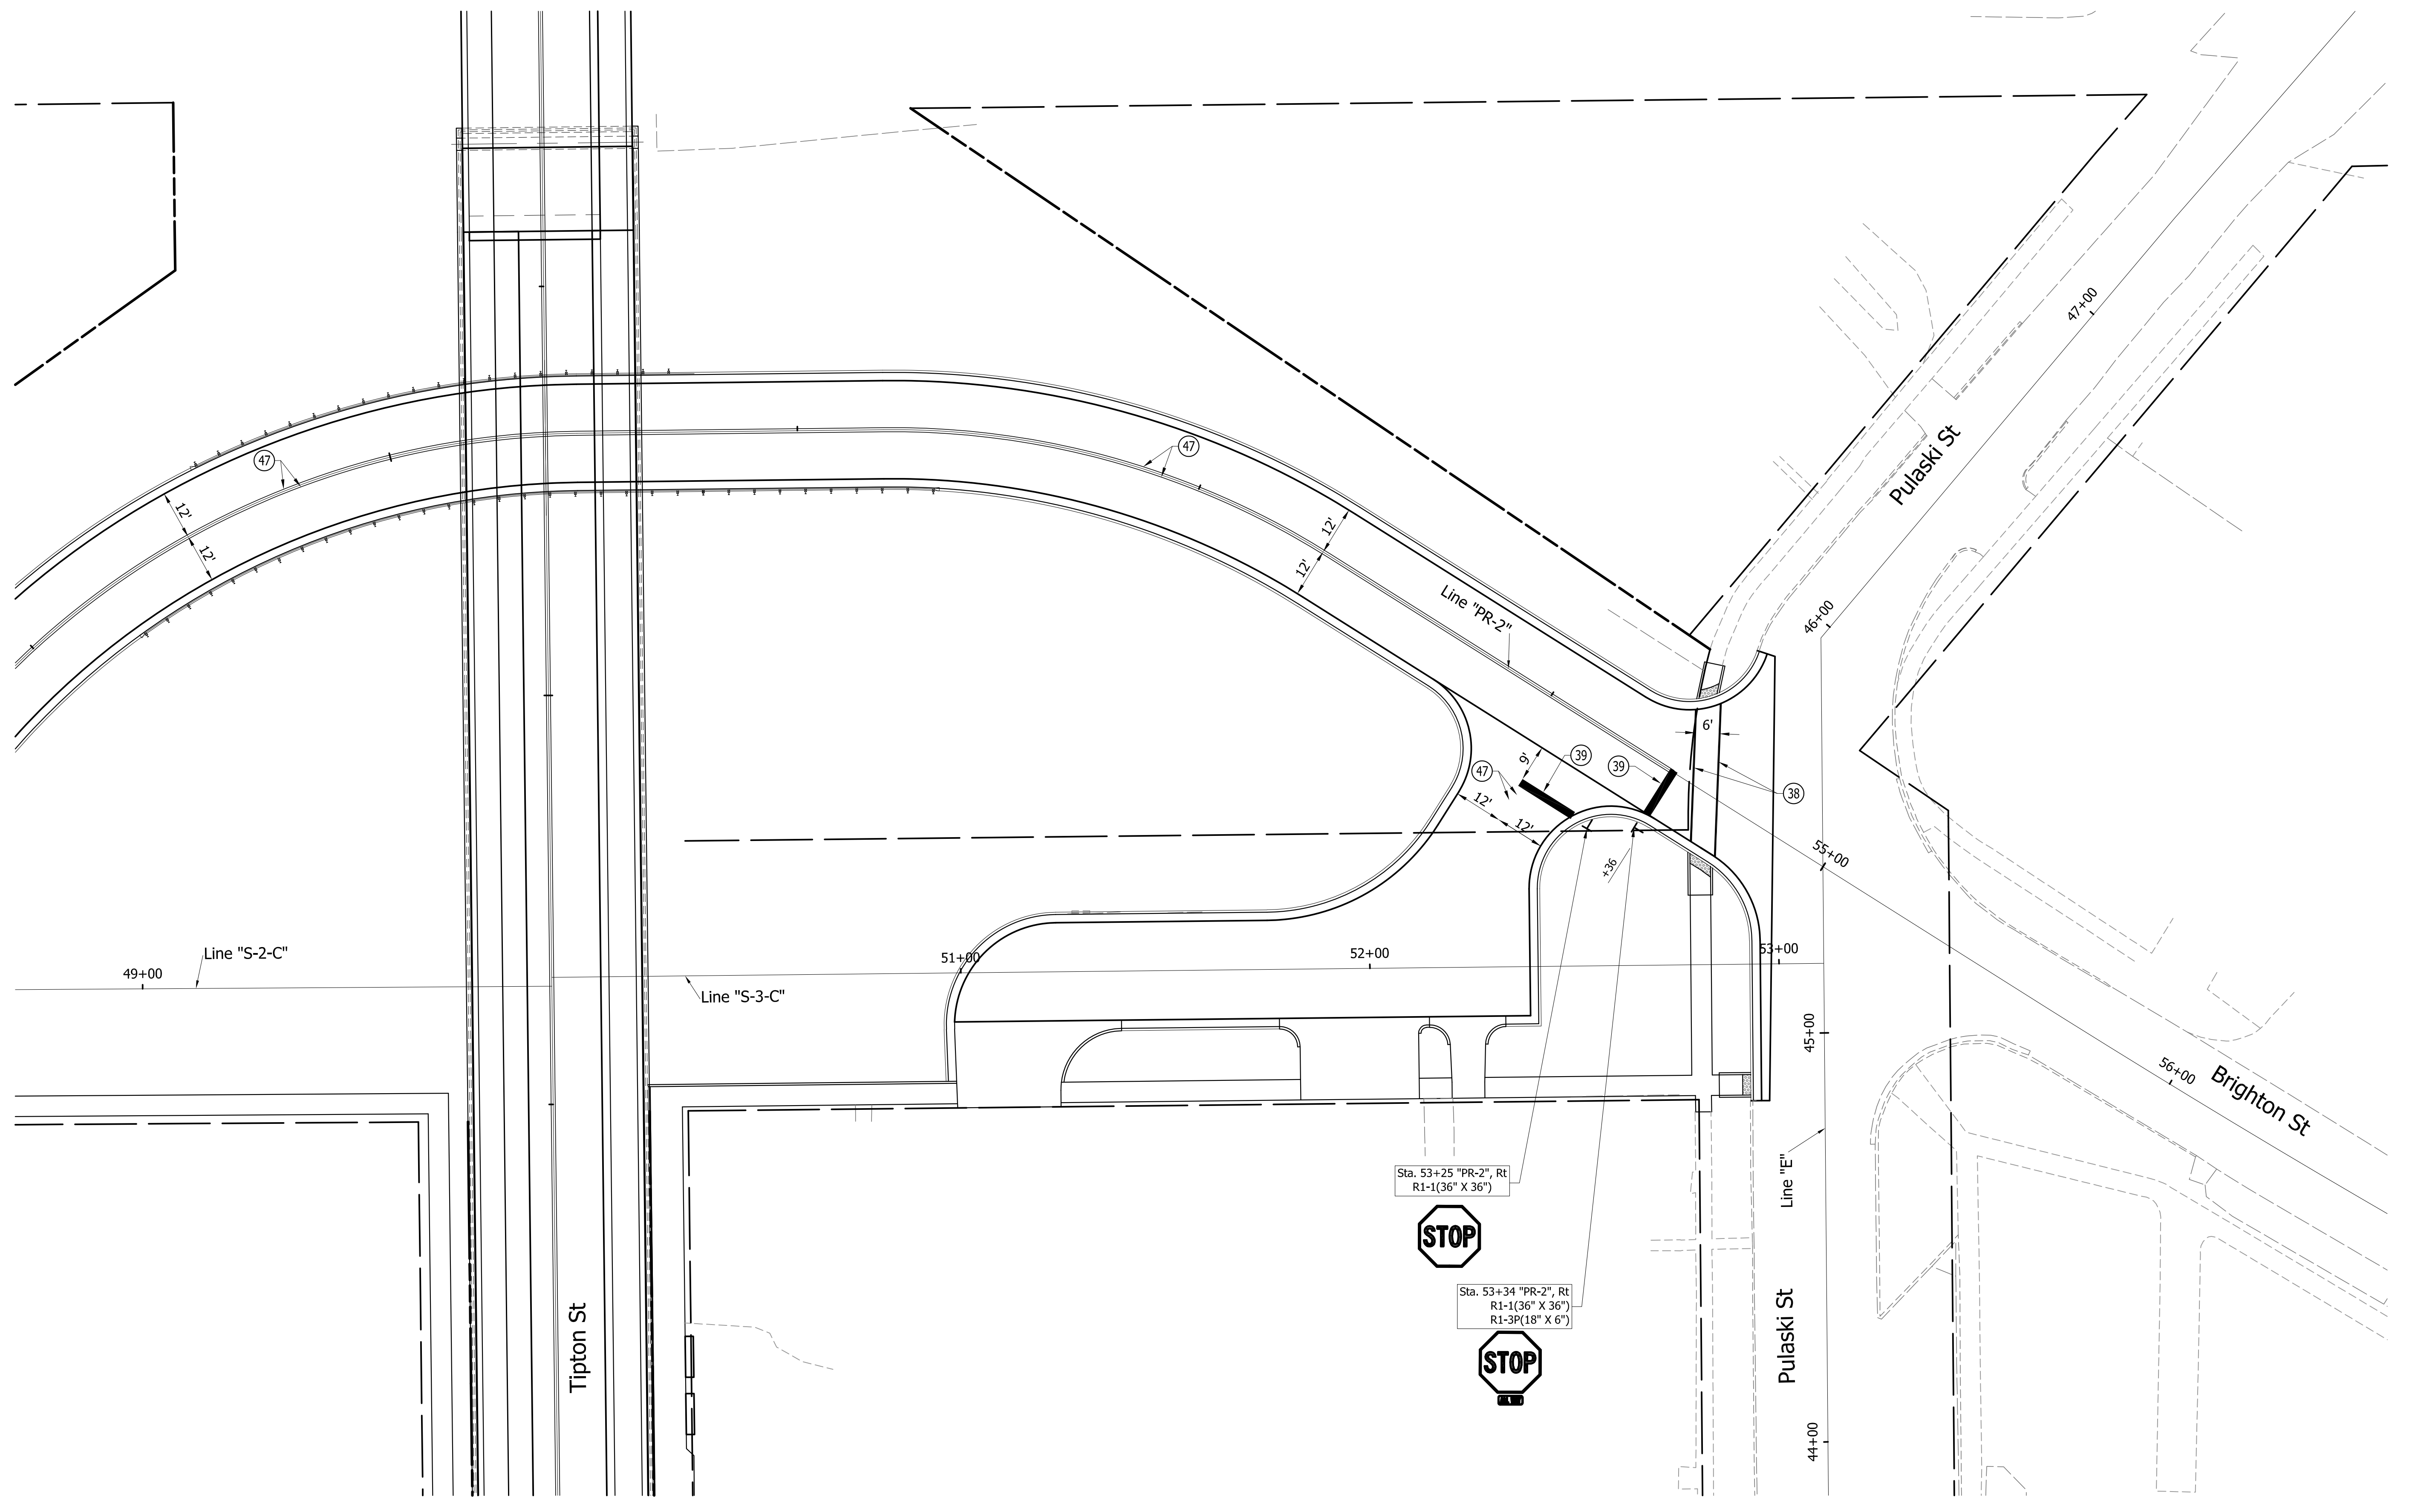 47+00
Pulaski St
47
47
12'
12'
12'
12'
Line "PR-2"
46+00
6'
9'
39
39
47
38
12'
12'
+36
55+00
Line "S-2-C"
49+00
51+00
52+00
53+00
Line "S-3-C"
45+00
56+00
Brighton St
Sta. 53+25 "PR-2", Rt
R1-1(36" X 36")
STOP
Line "E"
Sta. 53+34 "PR-2", Rt
R1-1(36" X 36")
R1-3P(18" X 6")
STOP
Tipton St
Pulaski St
44+00